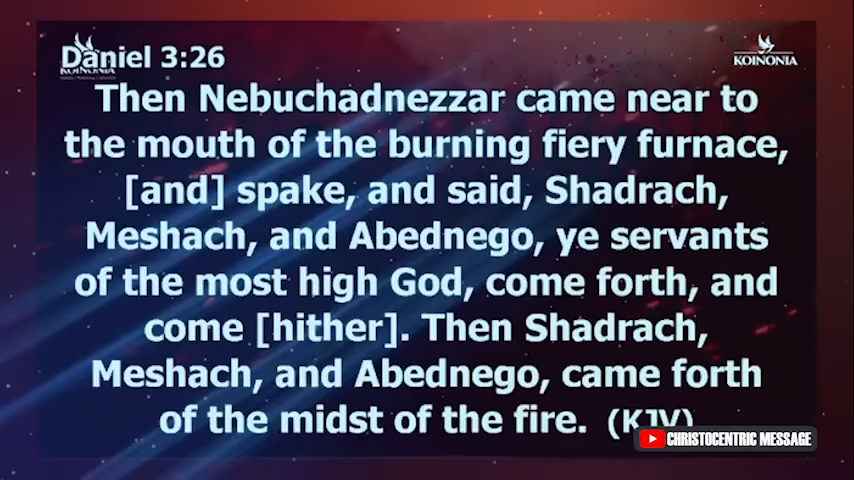 Daniel 3:26
KOINONIA
KOINONIA
Then Nebuchadnezzar came near to
the mouth of the burning fiery furnace,
[and] spake, and said, Shadrach,
Meshach, and Abednego, ye servants
of the most high God, come forth, and
come [hither]. Then Shadrach,
Meshach, and Abednego, came forth
of the midst of the fire. (KJV)
CHRISTOCENTRIC MESSAGE